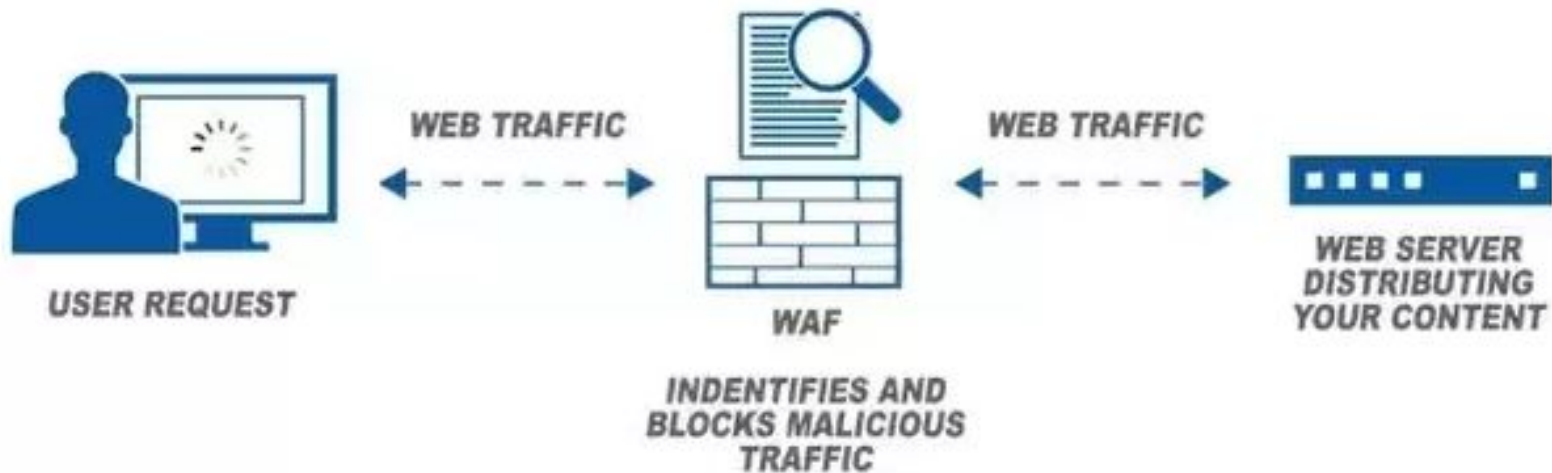 WEB TRAFFIC
WEB TRAFFIC
USER REQUEST
WAF
INDENTIFIES AND
BLOCKS MALICIOUS
TRAFFIC
WEB SERVER
DISTRIBUTING
YOUR CONTENT